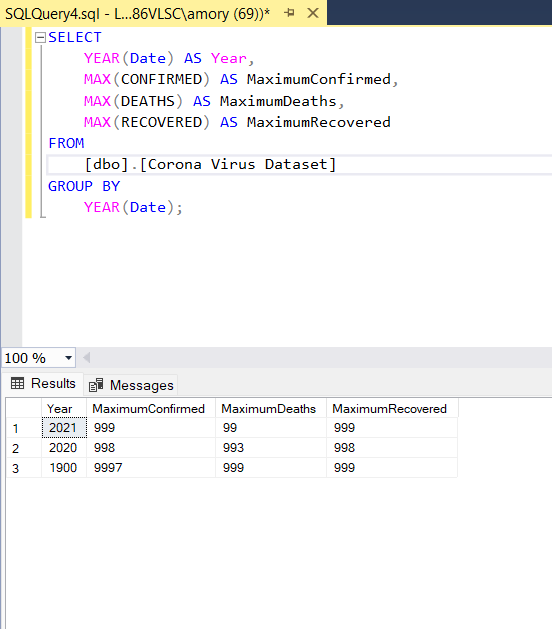 SQLQuery4.sql - L...86VLSC\amory (69))*
SELECT
YEAR(Date) AS Year,
MAX(CONFIRMED) AS MaximumConfirmed,
MAX(DEATHS) AS MaximumDeaths,
MAX(RECOVERED) AS MaximumRecovered
FROM
[dbo].[Corona Virus Dataset]
GROUP BY
YEAR(Date);
100 %
Results Messages
Year MaximumConfirmed MaximumDeaths MaximumRecovered
1 2021 999 99 999
2 2020 998 993 998
3 1900 9997 999 999